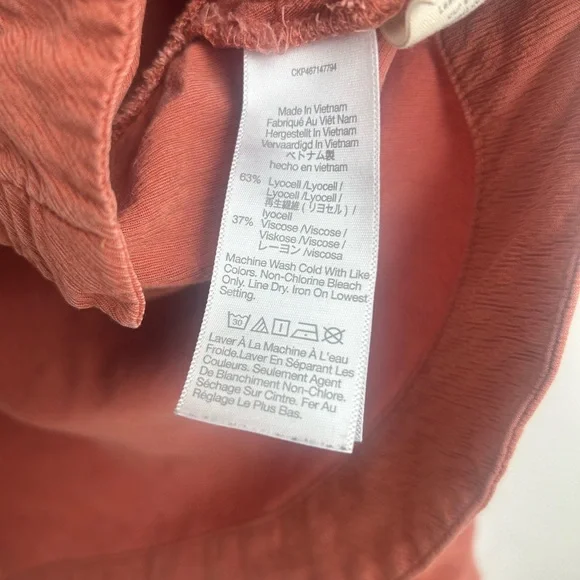 OKP467147794
Made In Vietnam
Fabriqué Au Viêt Nam
Hergestellt In Vietnam
Vervaardigd In Vietnam
ベトナム製
hecho en vietnam
63% Lyocell /Lyocell /
Lyocell /Lyocell /
再生繊維 (リヨセル) /
lyocell
37% Viscose /Viscose /
Viskose /Viscose /
レーヨン /viscosa
Machine Wash Cold With Like
Colors. Non-Chlorine Bleach
Only. Line Dry. Iron On Lowest
Setting.
30
Laver À La Machine À L'eau
Froide.Laver En Séparant Les
Couleurs. Seulement Agent
De Blanchiment Non-Chlore.
Séchage Sur Cintre. Fer Au
Réglage Le Plus Bas.